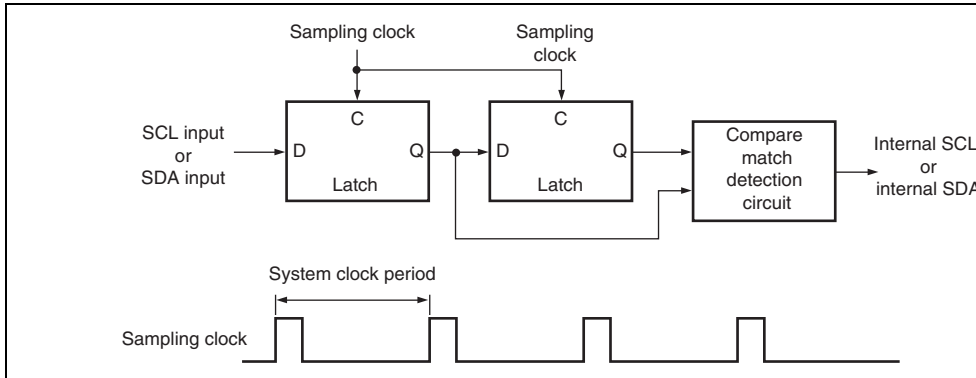 Sampling clock
Sampling
clock
C
C
SCL input
or
SDA input
D
Q
D
Q
Latch
Latch
Compare
match
detection
circuit
Internal SCL
or
internal SDA
System clock period
Sampling clock